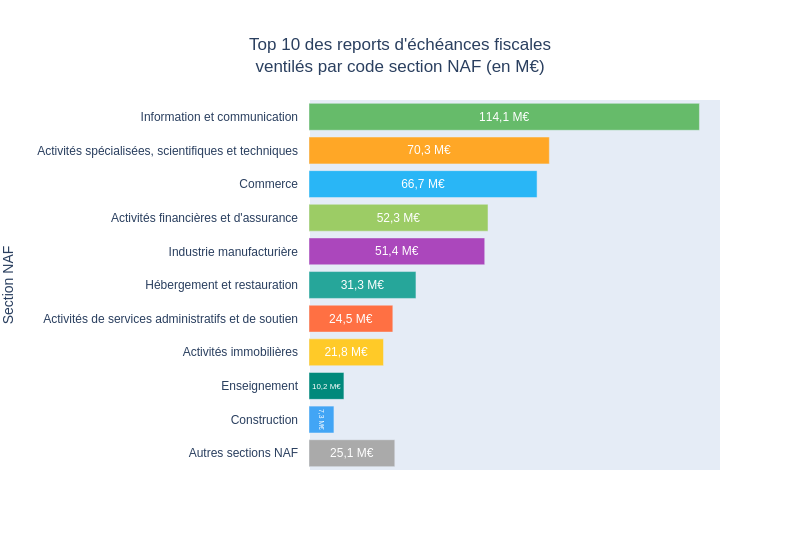 Top 10 des reports d'échéances fiscales
ventilés par code section NAF (en M€)
Section NAF
Information et communication 114,1 M€
Activités spécialisées, scientifiques et techniques 70,3 M€
Commerce 66,7 M€
Activités financières et d'assurance 52,3 M€
Industrie manufacturière 51,4 M€
Hébergement et restauration 31,3 M€
Activités de services administratifs et de soutien 24,5 M€
Activités immobilières 21,8 M€
Enseignement 10,2 M€
Construction 7,3 M€
Autres sections NAF 25,1 M€